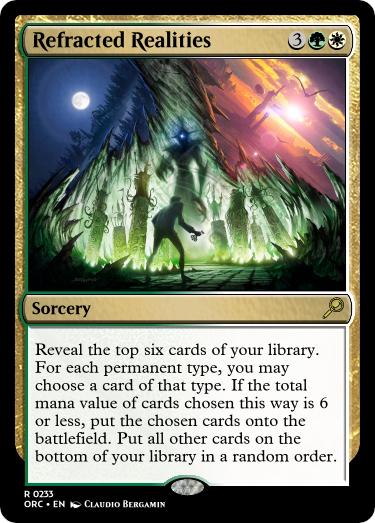 Refracted Realities 3
Sorcery
Reveal the top six cards of your library.
For each permanent type, you may
choose a card of that type. If the total
mana value of cards chosen this way is 6
or less, put the chosen cards onto the
battlefield. Put all other cards on the
bottom of your library in a random order.
R 0233
ORC • EN Claudio Bergamin